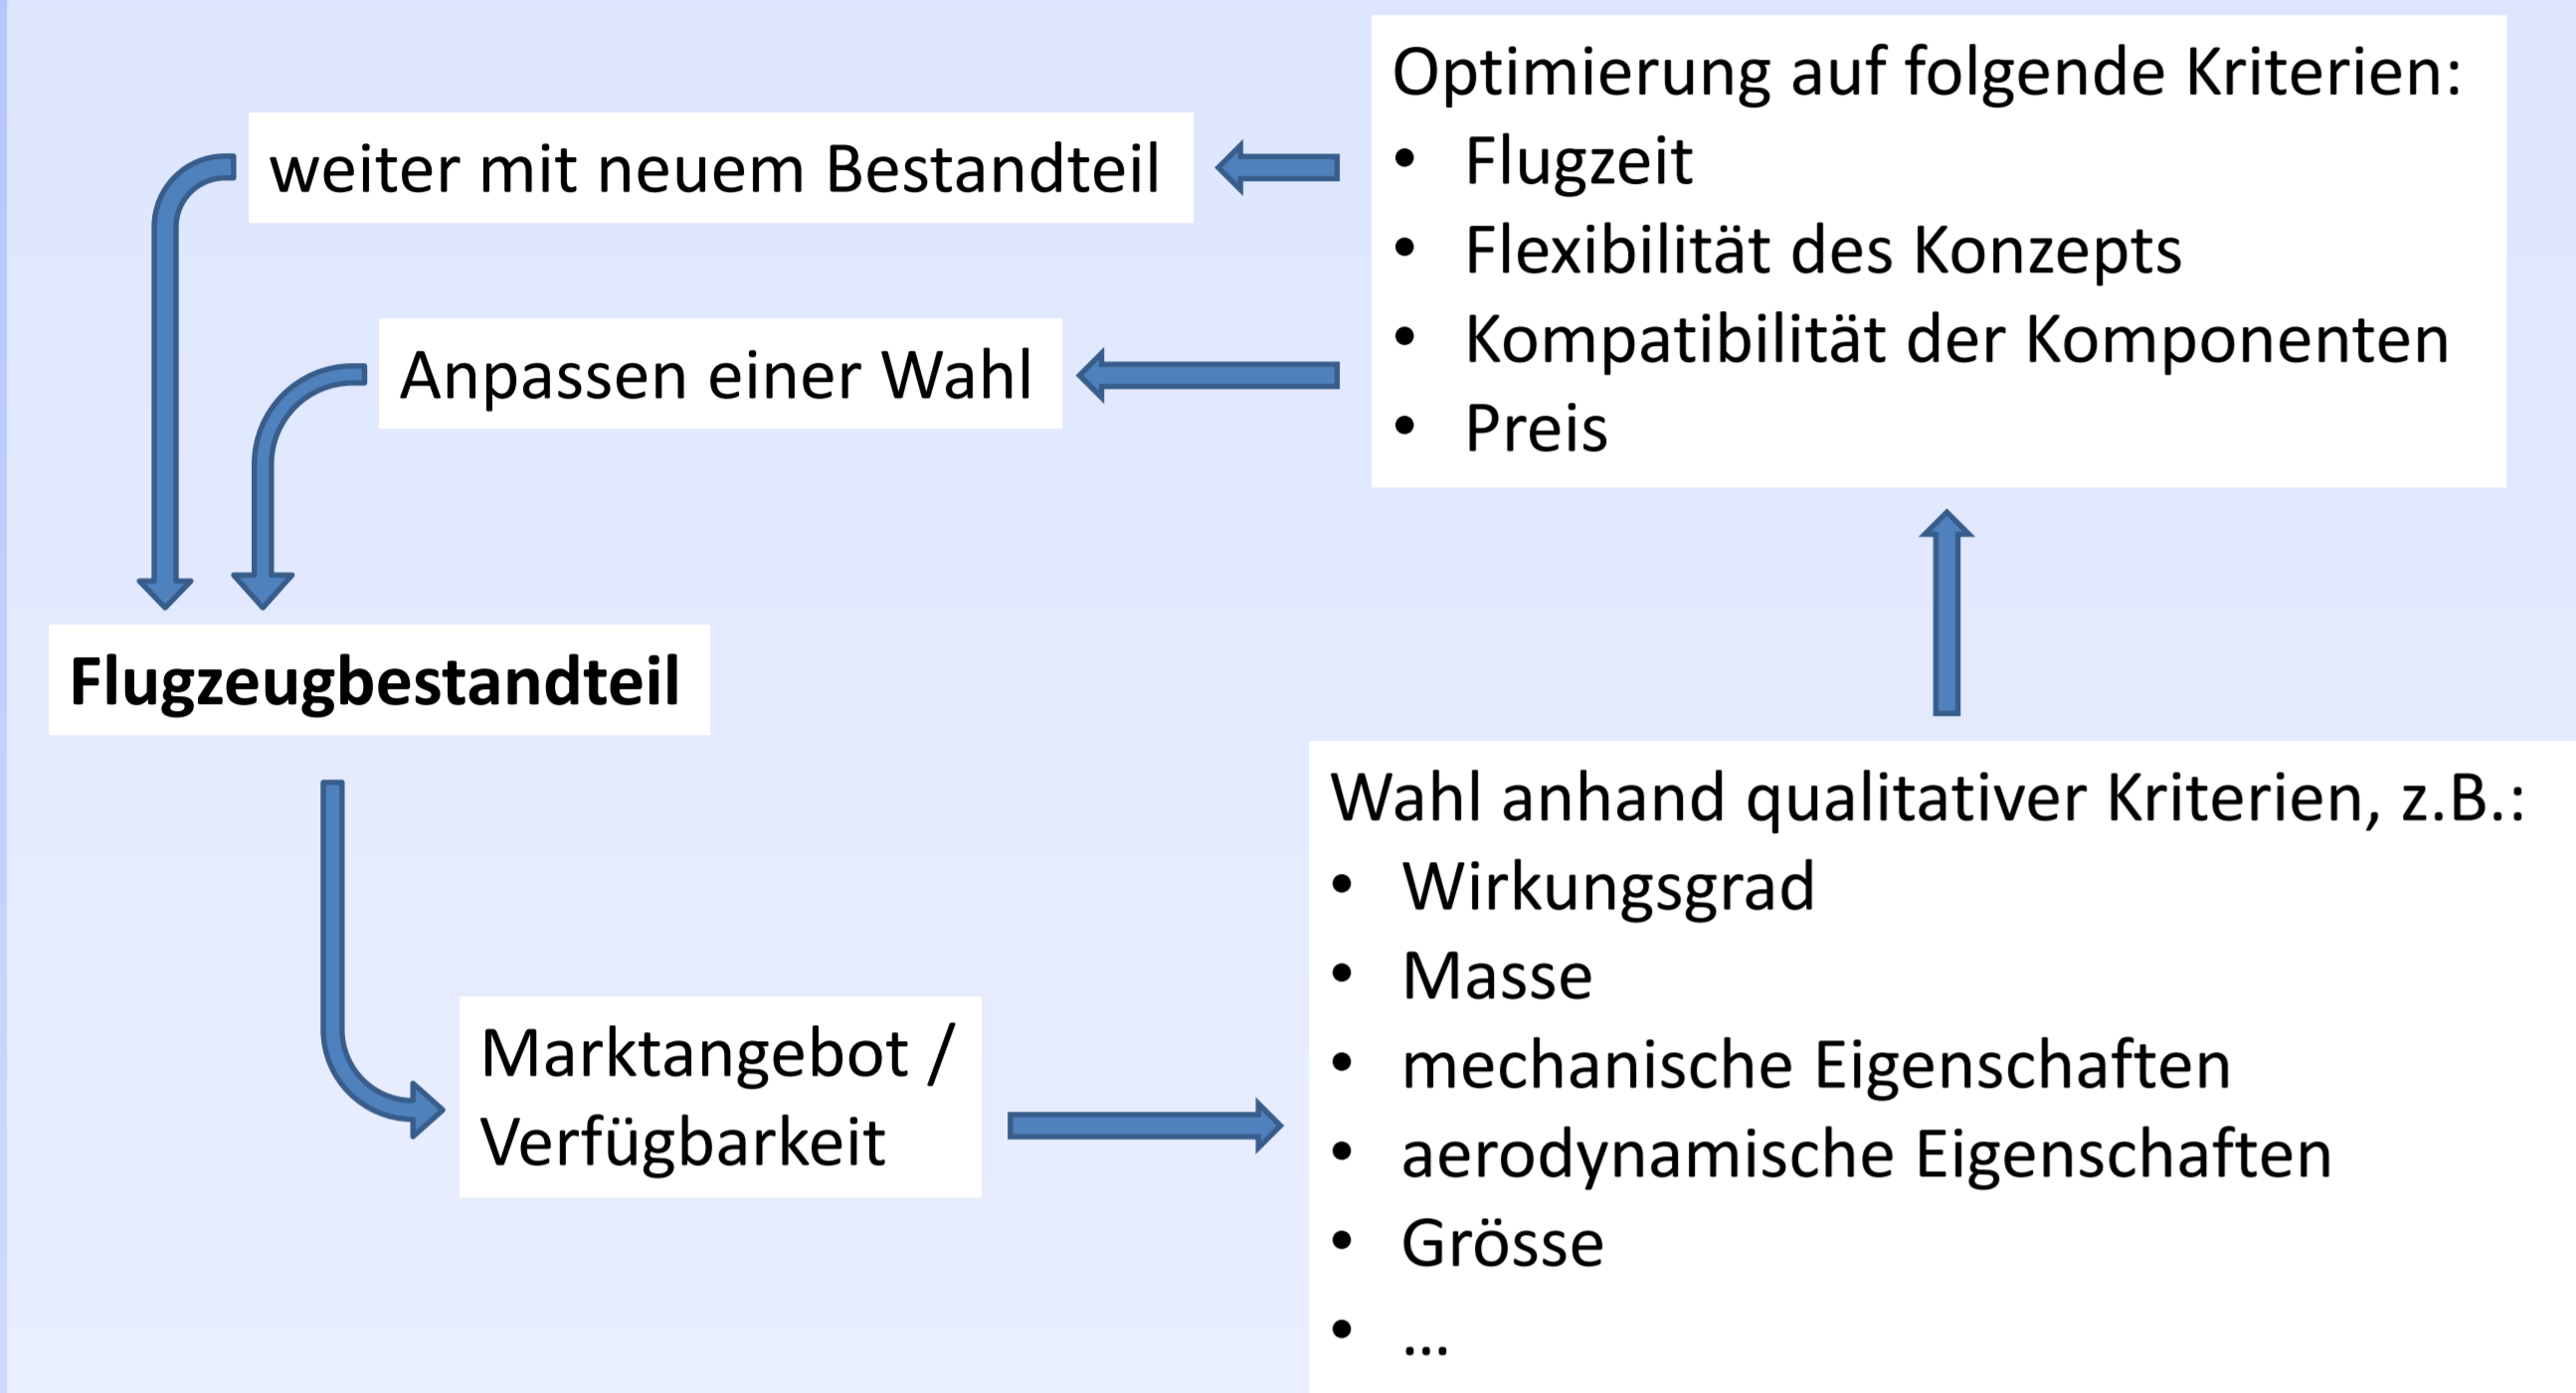 Optimierung auf folgende Kriterien:
• Flugzeit
• Flexibilität des Konzepts
• Kompatibilität der Komponenten
• Preis
weiter mit neuem Bestandteil
Anpassen einer Wahl
Flugzeugbestandteil
Marktangebot /
Verfügbarkeit
Wahl anhand qualitativer Kriterien, z.B.:
• Wirkungsgrad
• Masse
• mechanische Eigenschaften
• aerodynamische Eigenschaften
• Grösse
• ...